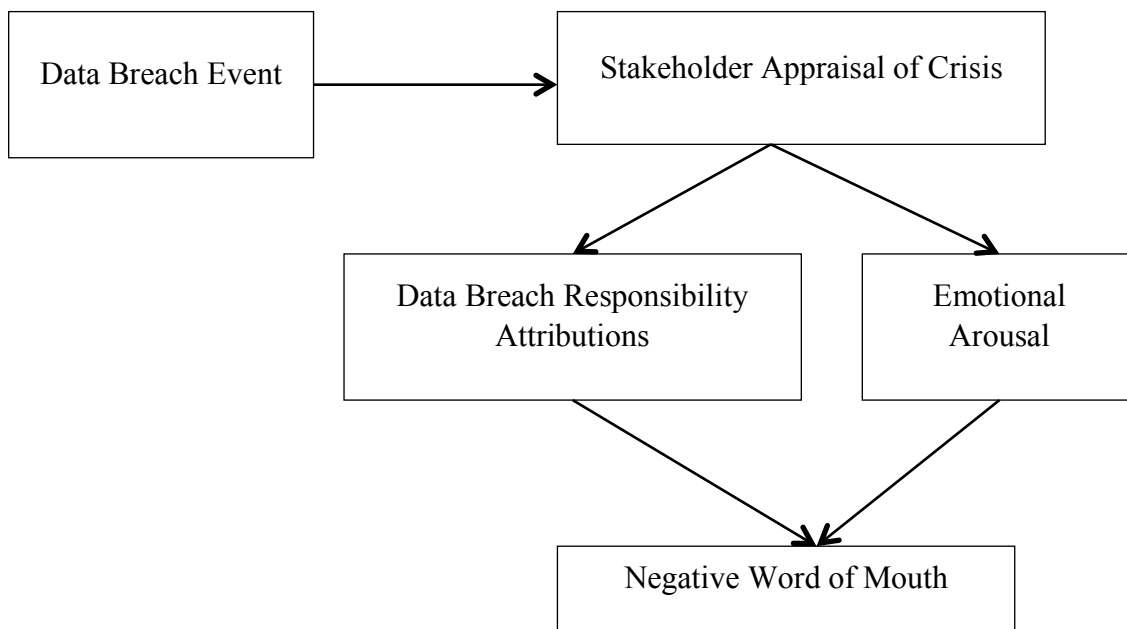 Data Breach Event
Stakeholder Appraisal of Crisis
Data Breach Responsibility
Attributions
Emotional
Arousal
Negative Word of Mouth